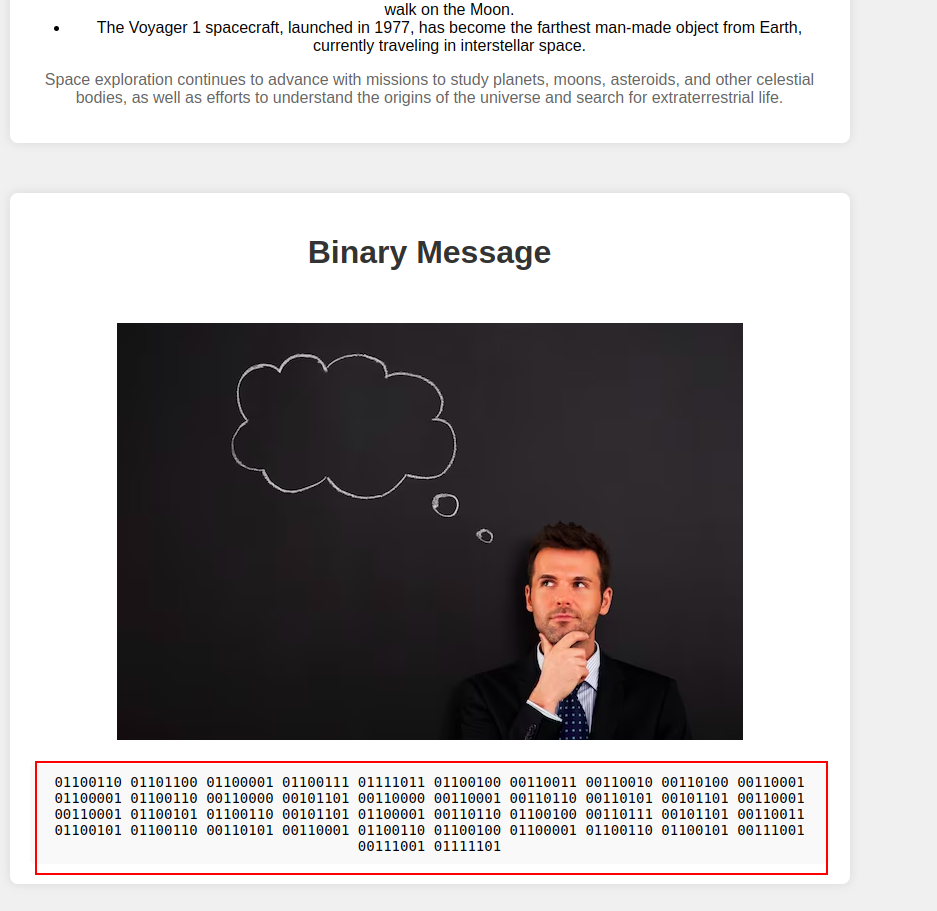 walk on the Moon.
• The Voyager 1 spacecraft, launched in 1977, has become the farthest man-made object from Earth,
currently traveling in interstellar space.
Space exploration continues to advance with missions to study planets, moons, asteroids, and other celestial
bodies, as well as efforts to understand the origins of the universe and search for extraterrestrial life.
Binary Message
01100110 01101100 01100001 01100111 01111011 01100100 00110011 00110010 00110100 00110001
01100001 01100110 00110000 00101101 00110000 00110001 00110110 00110101 00101101 00110001
00110001 01100101 01100110 00101101 01100001 00110110 01100100 00110111 00101101 00110011
01100101 01100110 00110101 00110001 01100110 01100100 01100001 01100110 01100101 00111001
00111001 01111101